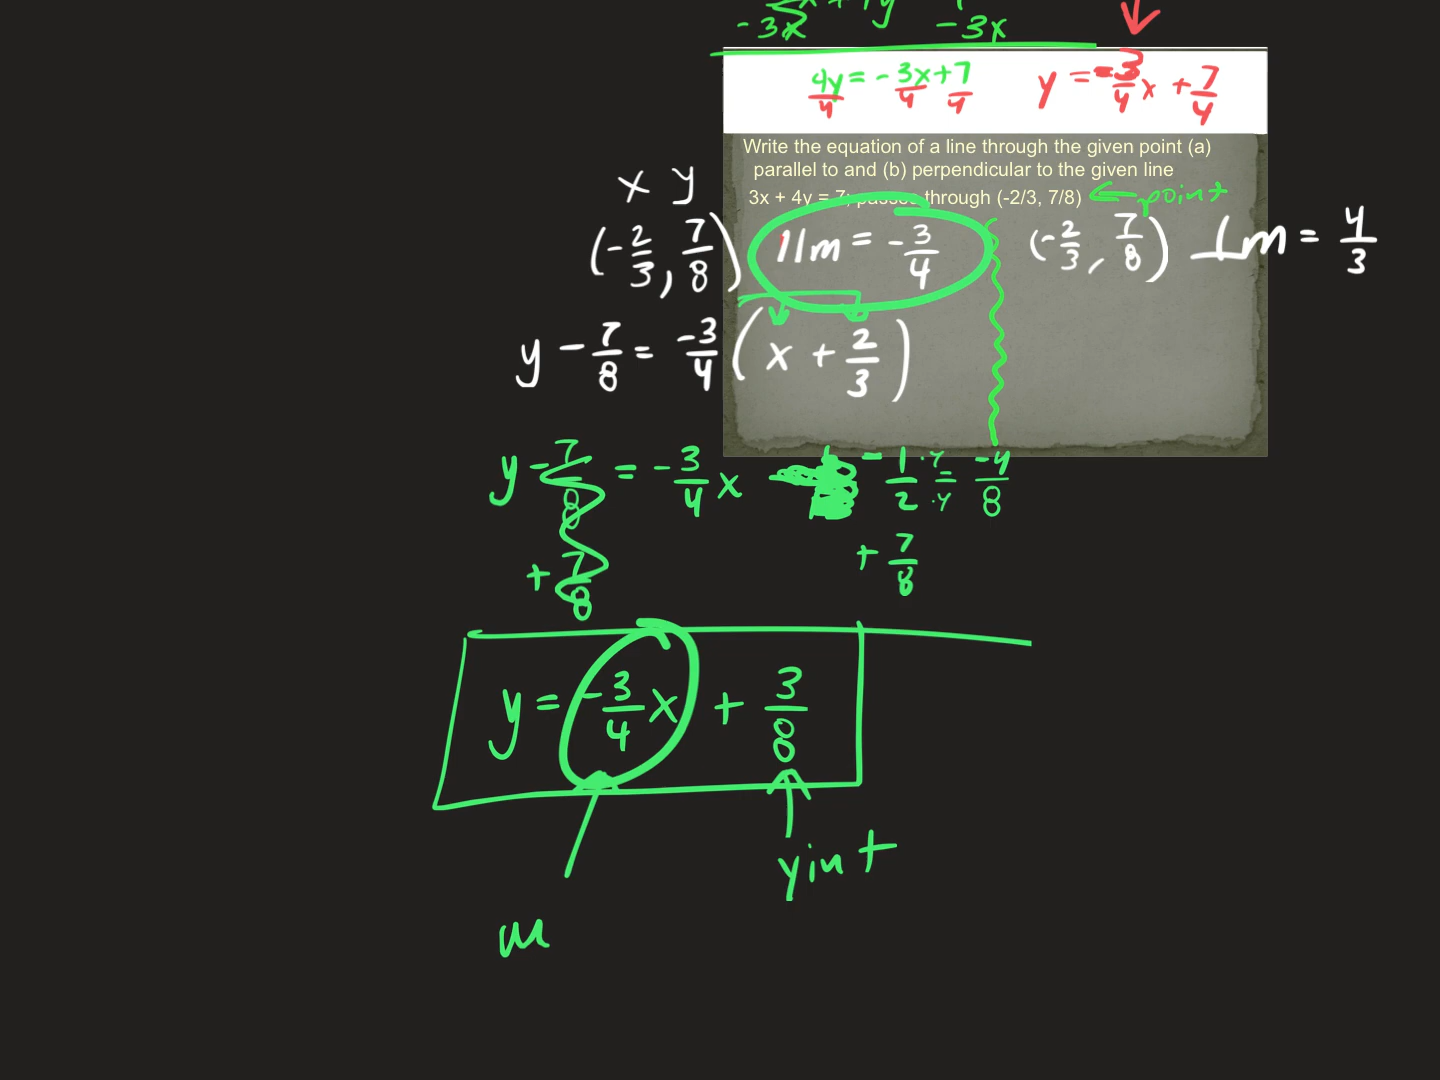 -3x + 4y -3x
4y = -3x + 7 y = -3/4 x + 7/4
4 4 4
Write the equation of a line through the given point (a)
parallel to and (b) perpendicular to the given line
3x + 4y = 7; passes through (-2/3, 7/8) ← point
x y
(-2/3, 7/8) || m = -3/4 (-2/3, 7/8) ⊥ m = 4/3
y - 7/8 = -3/4 (x + 2/3)
y - 7/8 = -3/4 x - 1/2 ·4/·4 = -4/8
+ 7/8 + 7/8
y = -3/4 x + 3/8
y int
m